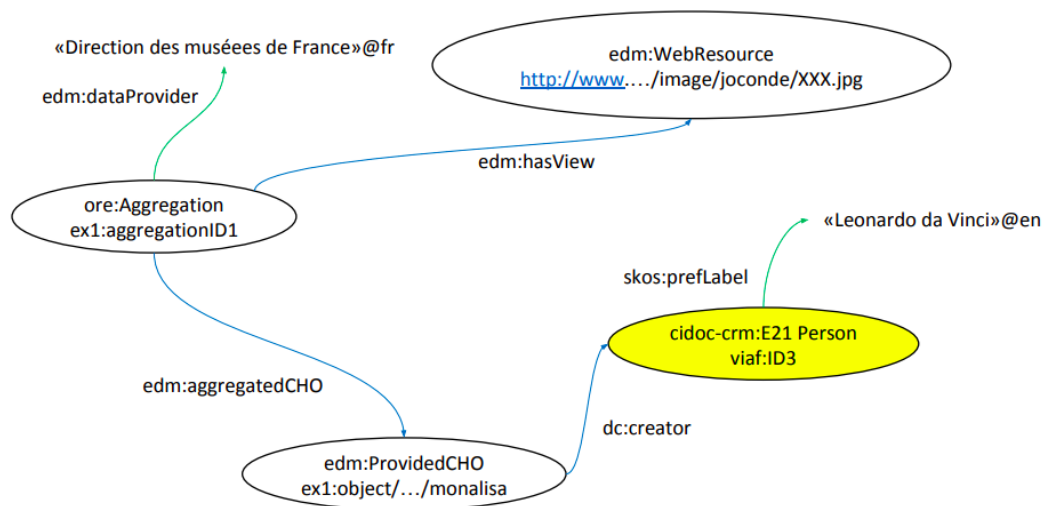 «Direction des muséees de France»@fr
edm:dataProvider
edm:WebResource
http://www.…/image/joconde/XXX.jpg
edm:hasView
ore:Aggregation
ex1:aggregationID1
«Leonardo da Vinci»@en
skos:prefLabel
cidoc-crm:E21 Person
viaf:ID3
edm:aggregatedCHO
dc:creator
edm:ProvidedCHO
ex1:object/…/monalisa